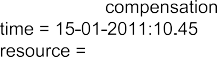 compensation
time = 15-01-2011:10.45
resource =